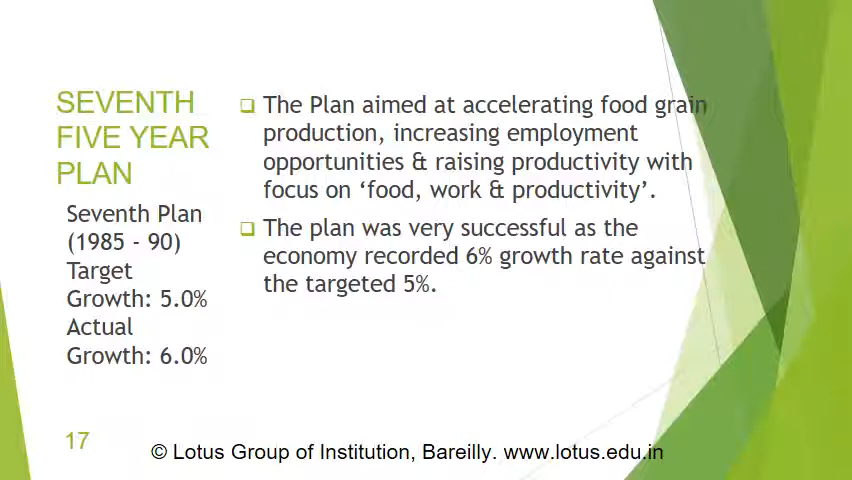 SEVENTH
FIVE YEAR
PLAN
Seventh Plan
(1985 - 90)
Target
Growth: 5.0%
Actual
Growth: 6.0%
❑ The Plan aimed at accelerating food grain
production, increasing employment
opportunities & raising productivity with
focus on ‘food, work & productivity’.
❑ The plan was very successful as the
economy recorded 6% growth rate against
the targeted 5%.
17
© Lotus Group of Institution, Bareilly. www.lotus.edu.in